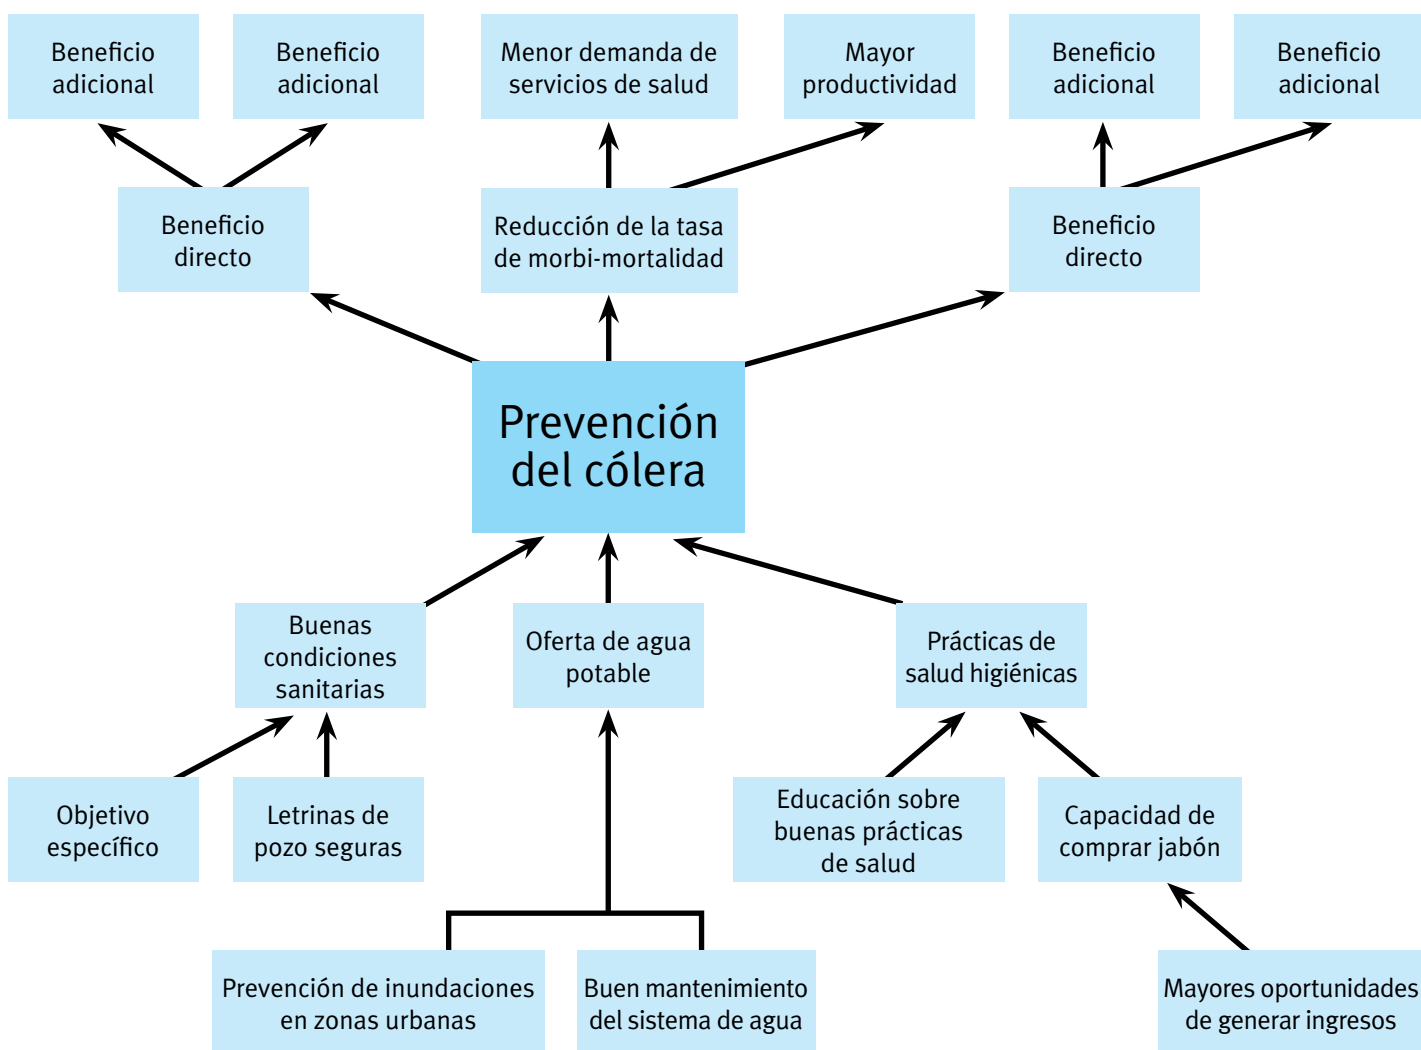 Beneficio
adicional
Beneficio
adicional
Menor demanda de
servicios de salud
Mayor
productividad
Beneficio
adicional
Beneficio
adicional
Beneficio
directo
Reducción de la tasa
de morbi-mortalidad
Beneficio
directo
Prevención
del cólera
Buenas
condiciones
sanitarias
Oferta de agua
potable
Prácticas de
salud higiénicas
Objetivo
específico
Letrinas de
pozo seguras
Educación sobre
buenas prácticas
de salud
Capacidad de
comprar jabón
Prevención de inundaciones
en zonas urbanas
Buen mantenimiento
del sistema de agua
Mayores oportunidades
de generar ingresos